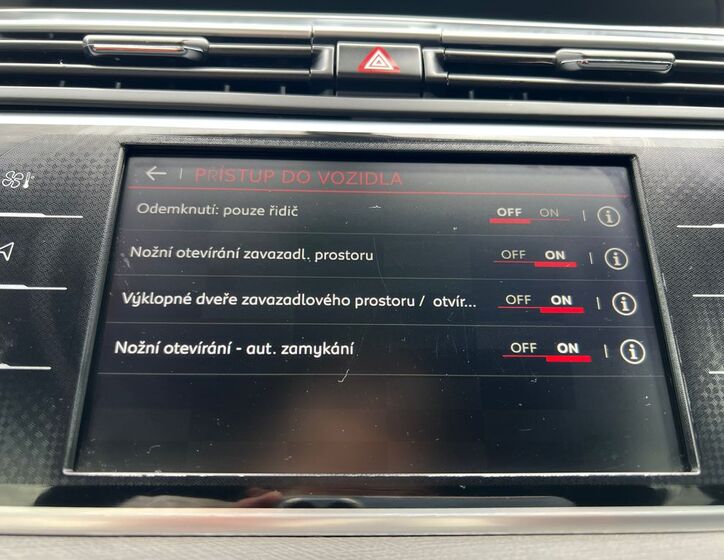 PŘÍSTUP DO VOZIDLA
Odemknutí: pouze řidič OFF ON
Nožní otevírání zavazadl. prostoru OFF ON
Výklopné dveře zavazadlového prostoru / otvír... OFF ON
Nožní otevírání - aut. zamykání OFF ON